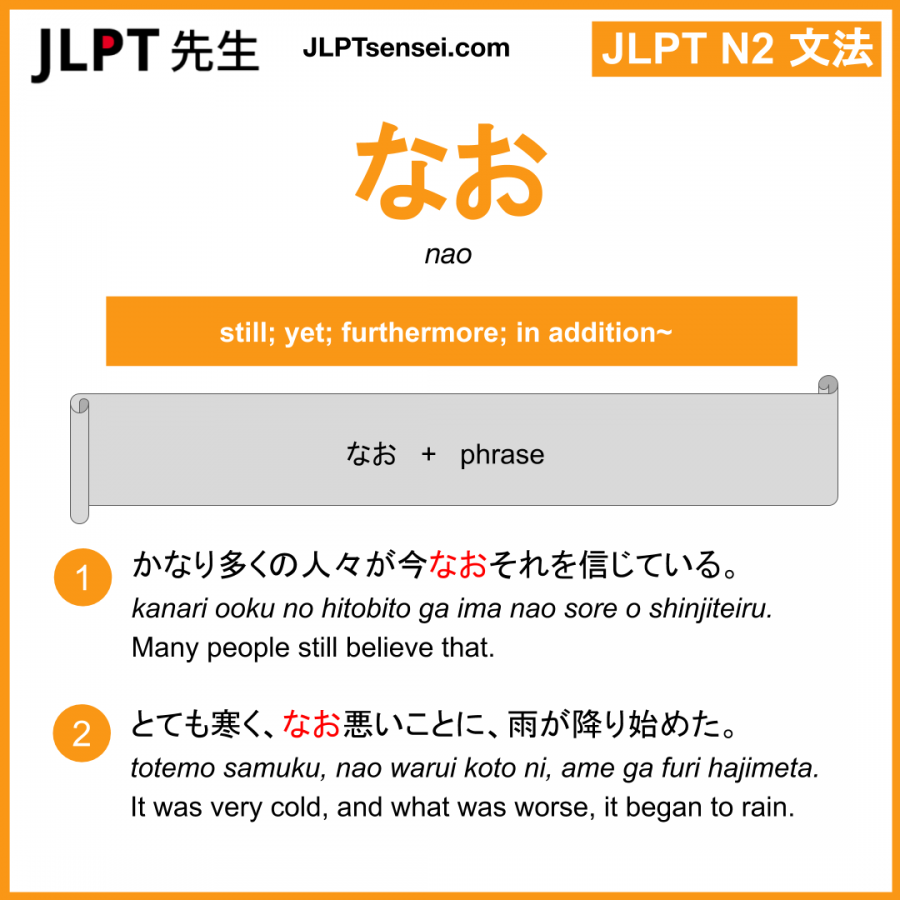 JLPT 先生
JLPTsensei.com
JLPT N2 文法
なお
nao
still; yet; furthermore; in addition~
なお + phrase
1
かなり多くの人々が今なおそれを信じている。
kanari ooku no hitobito ga ima nao sore o shinjiteiru.
Many people still believe that.
2
とても寒く、なお悪いことに、雨が降り始めた。
totemo samuku, nao warui koto ni, ame ga furi hajimeta.
It was very cold, and what was worse, it began to rain.